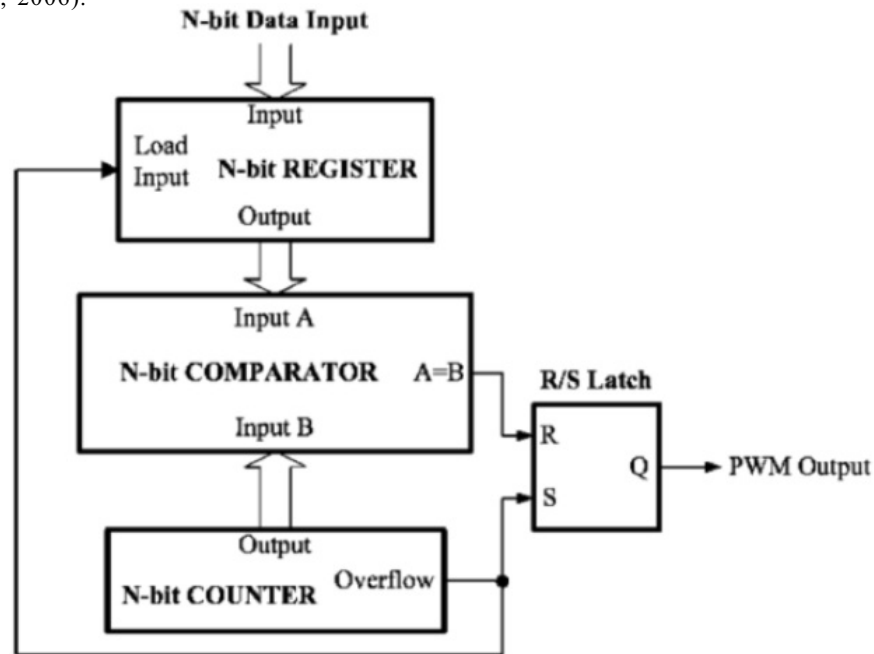 , 2006).
N-bit Data Input
Input
Load
Input
N-bit REGISTER
Output
Input A
N-bit COMPARATOR
A=B
Input B
R/S Latch
R
Q
PWM Output
S
Output
Overflow
N-bit COUNTER